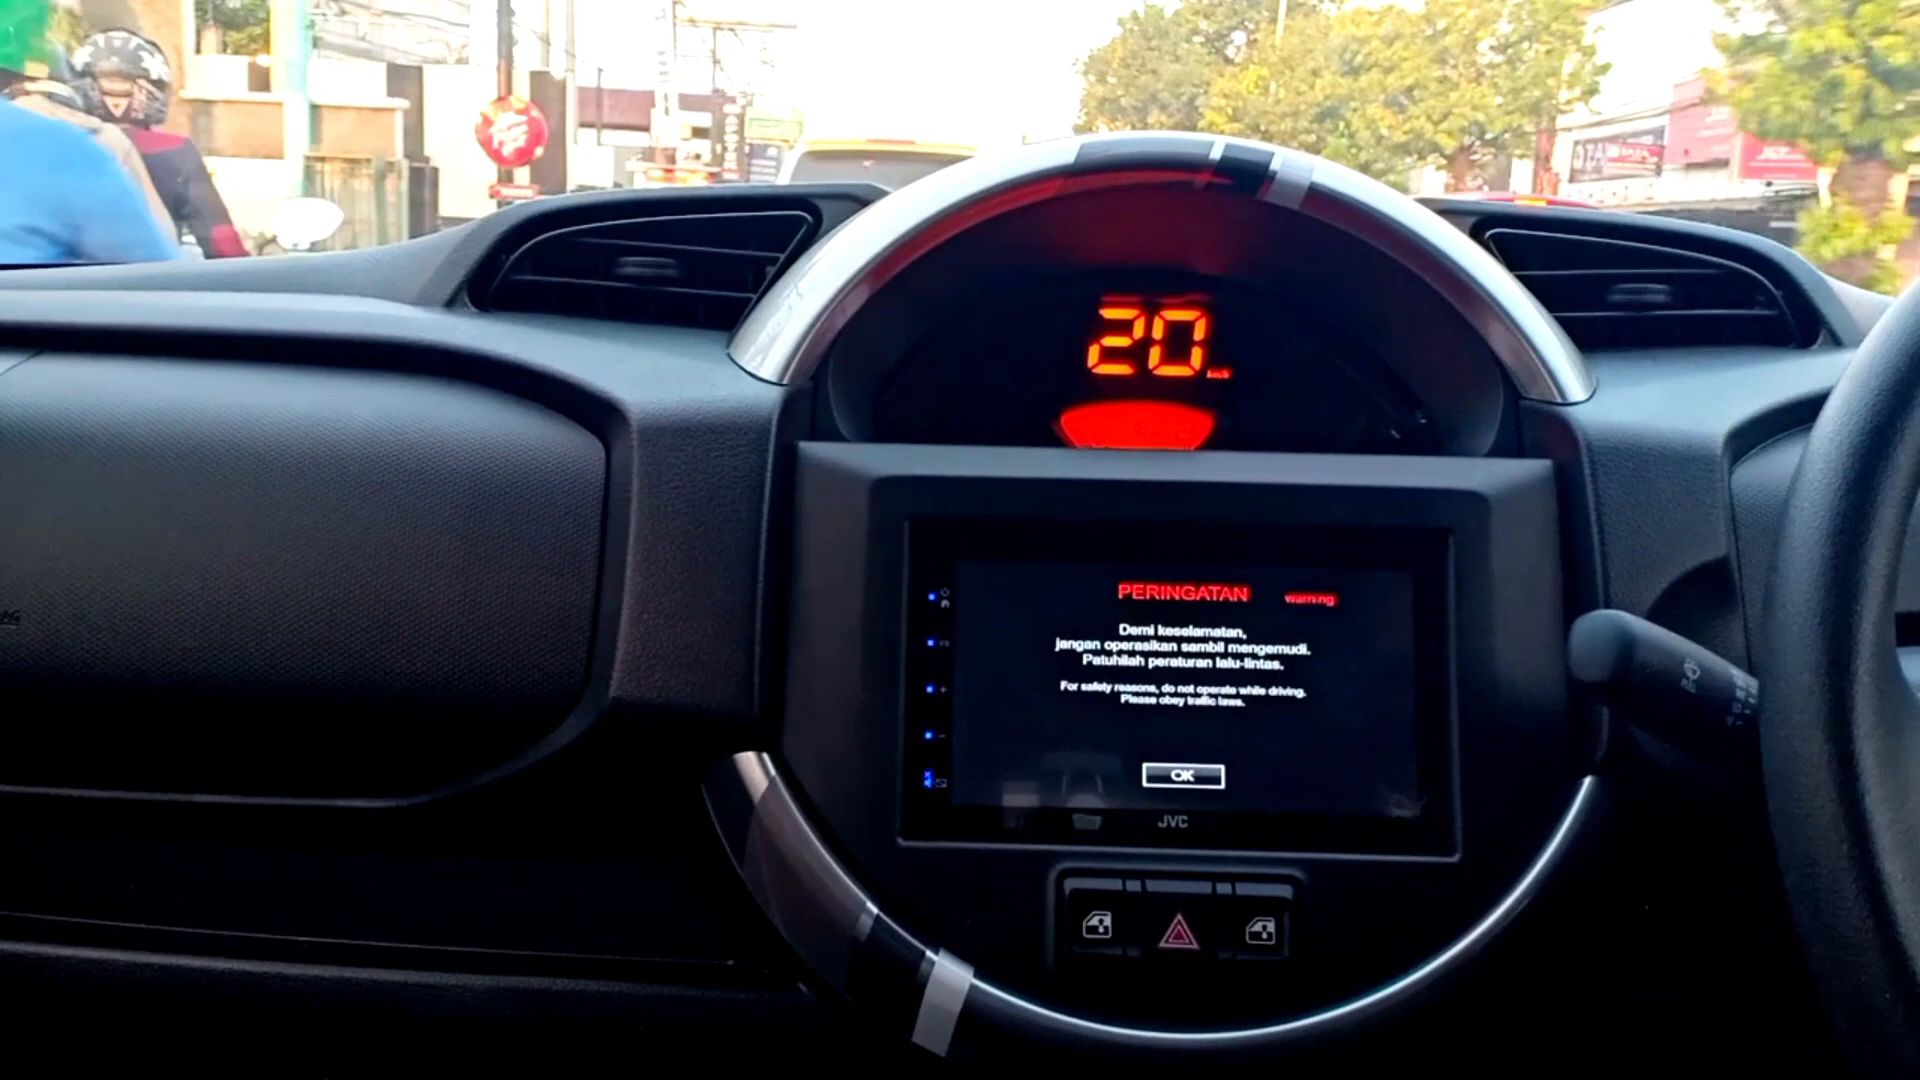 20
km/h
PERINGATAN warning
Demi keselamatan,
jangan operasikan sambil mengemudi.
Patuhilah peraturan lalu-lintas.
For safety reasons, do not operate while driving.
Please obey traffic laws.
OK
JVC